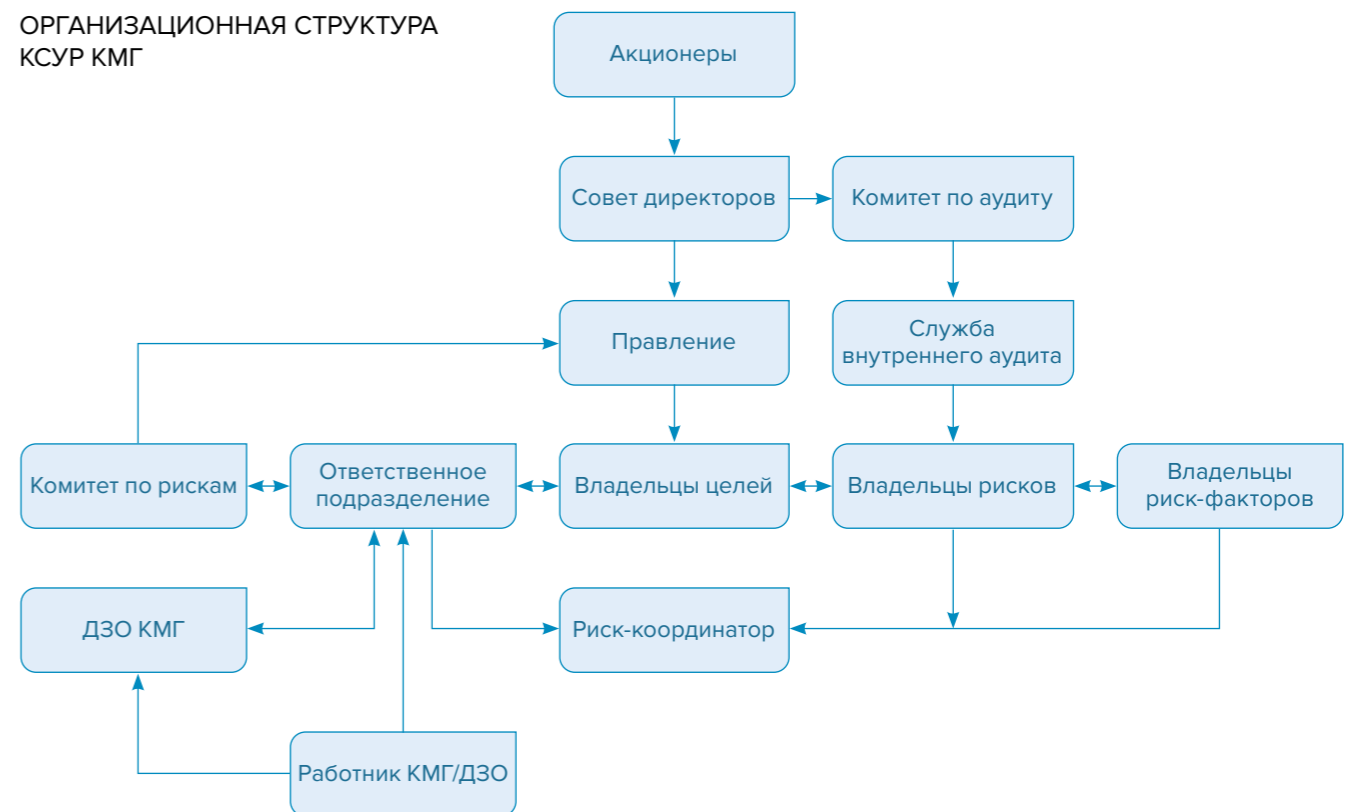 ОРГАНИЗАЦИОННАЯ СТРУКТУРА
КСУР КМГ
Акционеры
Совет директоров
Комитет по аудиту
Правление
Служба
внутреннего аудита
Комитет по рискам
Ответственное
подразделение
Владельцы целей
Владельцы рисков
Владельцы
риск-факторов
ДЗО КМГ
Риск-координатор
Работник КМГ/ДЗО